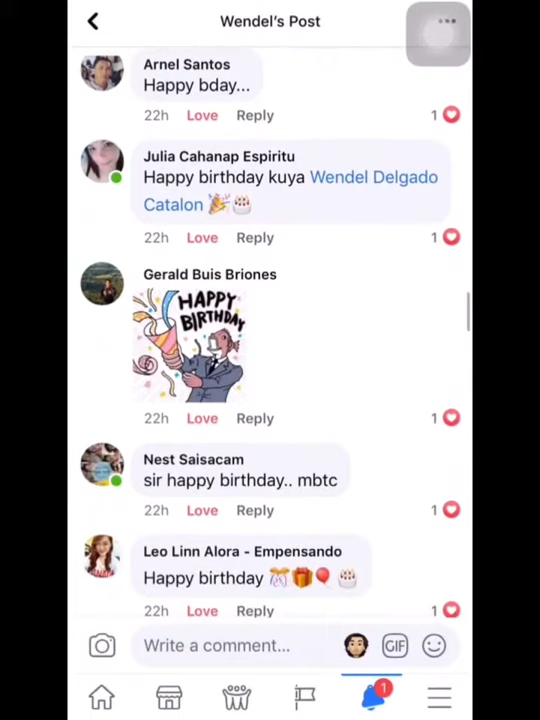 Wendel's Post
Arnel Santos
Happy bday...
22h Love Reply 1
Julia Cahanap Espiritu
Happy birthday kuya Wendel Delgado
Catalon 🎉🎂
22h Love Reply 1
Gerald Buis Briones
HAPPY
BIRTHDAY
22h Love Reply 1
Nest Saisacam
sir happy birthday.. mbtc
22h Love Reply 1
Leo Linn Alora - Empensando
Happy birthday 🎊🎁🎈🎂
22h Love Reply 1
Write a comment...
GIF
1